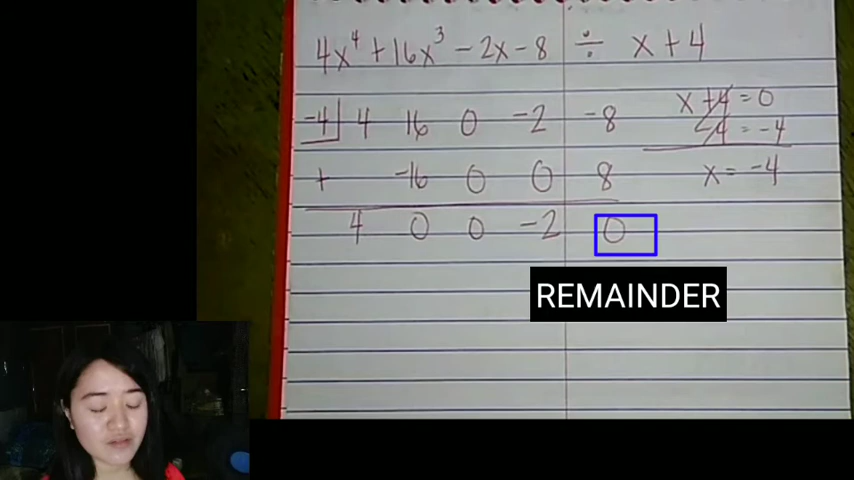 4x⁴ + 16x³ - 2x - 8 ÷ x + 4
-4 | 4 16 0 -2 -8
+ -16 0 0 8
4 0 0 -2 0
x + 4 = 0
-4 = -4
x = -4
REMAINDER